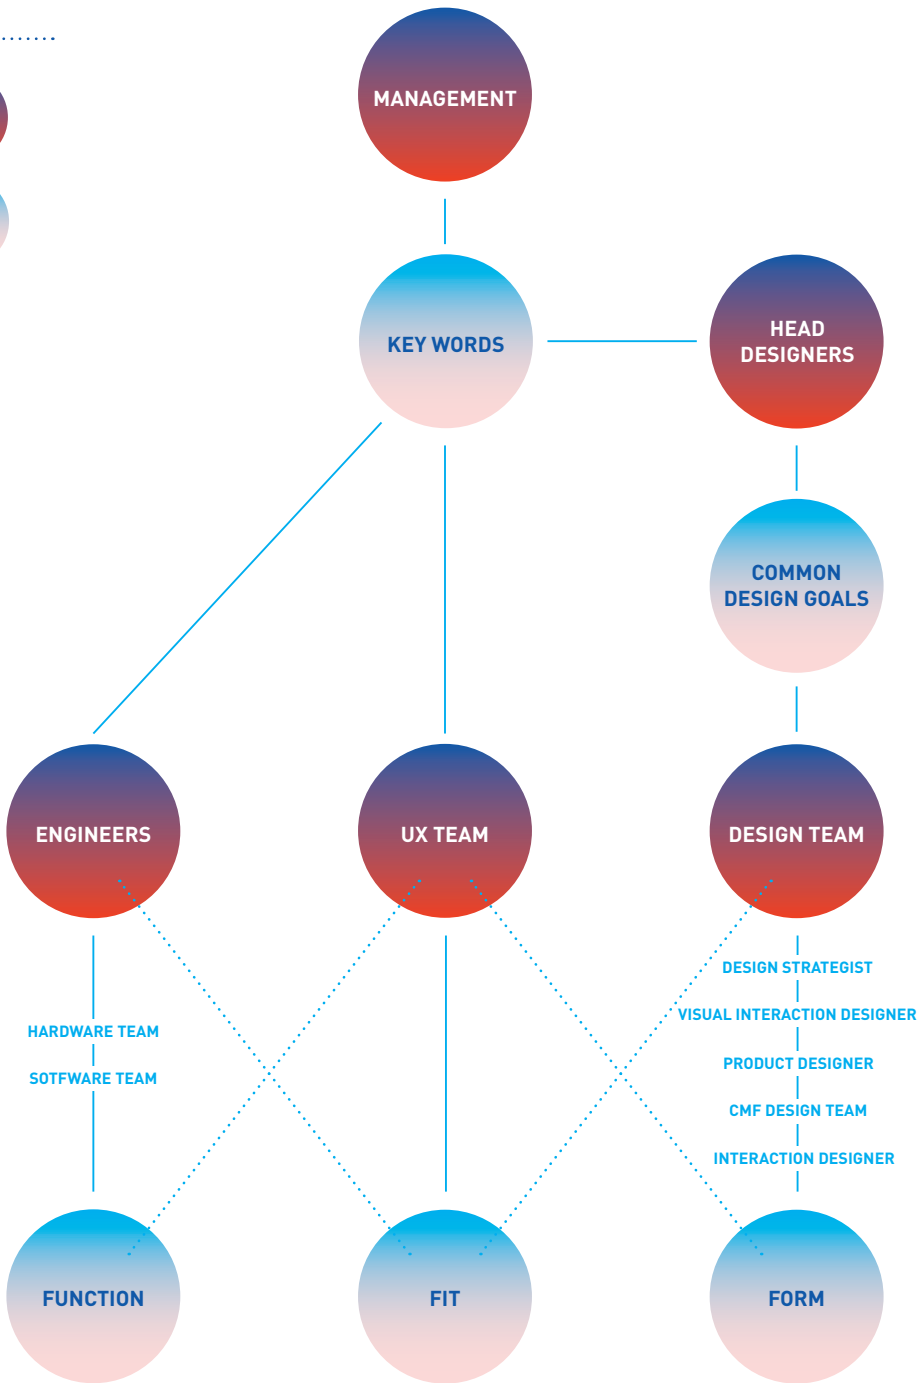 MANAGEMENT
KEY WORDS
HEAD
DESIGNERS
COMMON
DESIGN GOALS
ENGINEERS
UX TEAM
DESIGN TEAM
HARDWARE TEAM
SOTFWARE TEAM
DESIGN STRATEGIST
VISUAL INTERACTION DESIGNER
PRODUCT DESIGNER
CMF DESIGN TEAM
INTERACTION DESIGNER
FUNCTION
FIT
FORM